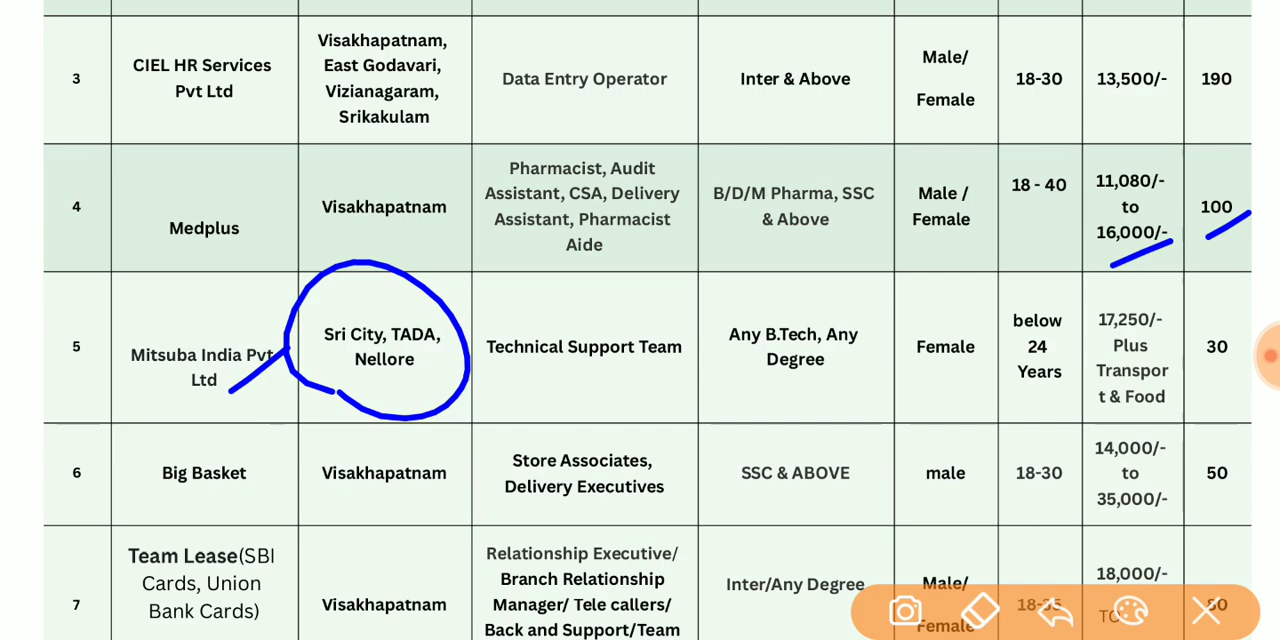 3
CIEL HR Services
Pvt Ltd
Visakhapatnam,
East Godavari,
Vizianagaram,
Srikakulam
Data Entry Operator
Inter & Above
Male/
Female
18-30
13,500/-
190
4
Medplus
Visakhapatnam
Pharmacist, Audit
Assistant, CSA, Delivery
Assistant, Pharmacist
Aide
B/D/M Pharma, SSC
& Above
Male /
Female
18 - 40
11,080/-
to
16,000/-
100
5
Mitsuba India Pvt
Ltd
Sri City, TADA,
Nellore
Technical Support Team
Any B.Tech, Any
Degree
Female
below
24
Years
17,250/-
Plus
Transpor
t & Food
30
6
Big Basket
Visakhapatnam
Store Associates,
Delivery Executives
SSC & ABOVE
male
18-30
14,000/-
to
35,000/-
50
7
Team Lease(SBI
Cards, Union
Bank Cards)
Visakhapatnam
Relationship Executive/
Branch Relationship
Manager/ Tele callers/
Back and Support/Team
Inter/Any Degree
Male/
Female
18,000/-
TO